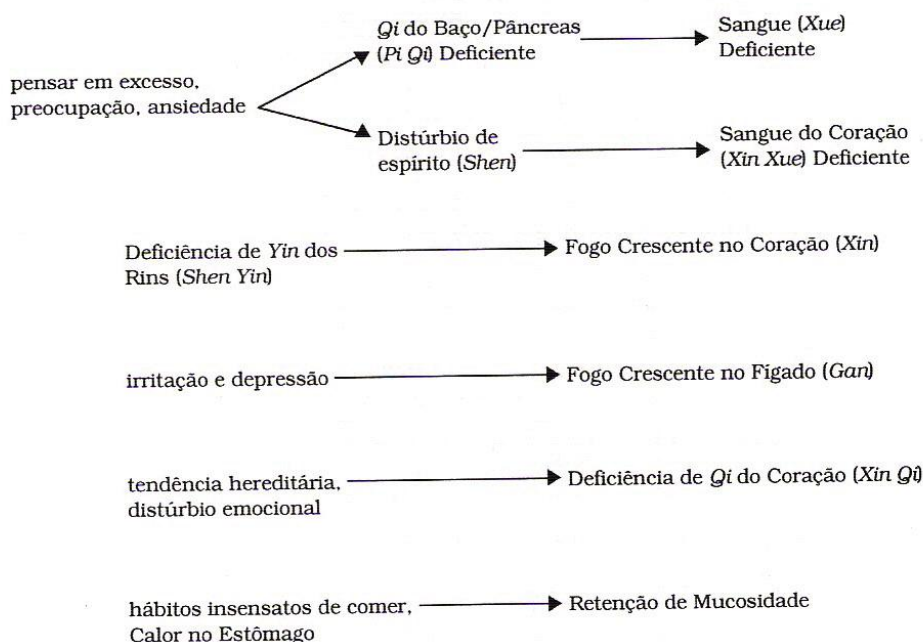 pensar em excesso,
preocupação, ansiedade
Qi do Baço/Pâncreas
(Pi Qi) Deficiente
Sangue (Xue)
Deficiente
Distúrbio de
espírito (Shen)
Sangue do Coração
(Xin Xue) Deficiente
Deficiência de Yin dos
Rins (Shen Yin)
Fogo Crescente no Coração (Xin)
irritação e depressão
Fogo Crescente no Fígado (Gan)
tendência hereditária,
distúrbio emocional
Deficiência de Qi do Coração (Xin Qi)
hábitos insensatos de comer,
Calor no Estômago
Retenção de Mucosidade